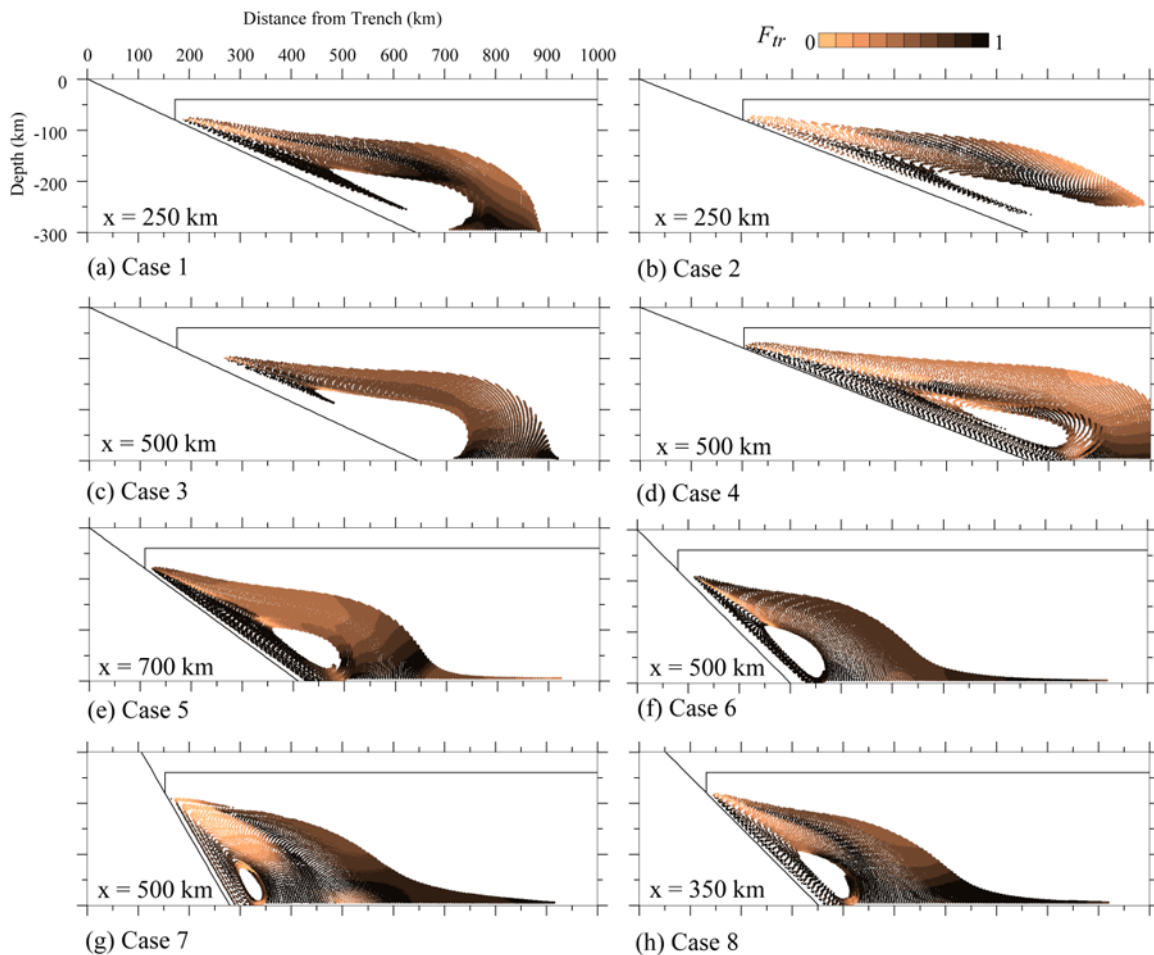 Distance from Trench (km)
0 100 200 300 400 500 600 700 800 900 1000
F_tr 0 1
Depth (km)
0
-100
-200
-300
x = 250 km
(a) Case 1
x = 250 km
(b) Case 2
x = 500 km
(c) Case 3
x = 500 km
(d) Case 4
x = 700 km
(e) Case 5
x = 500 km
(f) Case 6
x = 500 km
(g) Case 7
x = 350 km
(h) Case 8